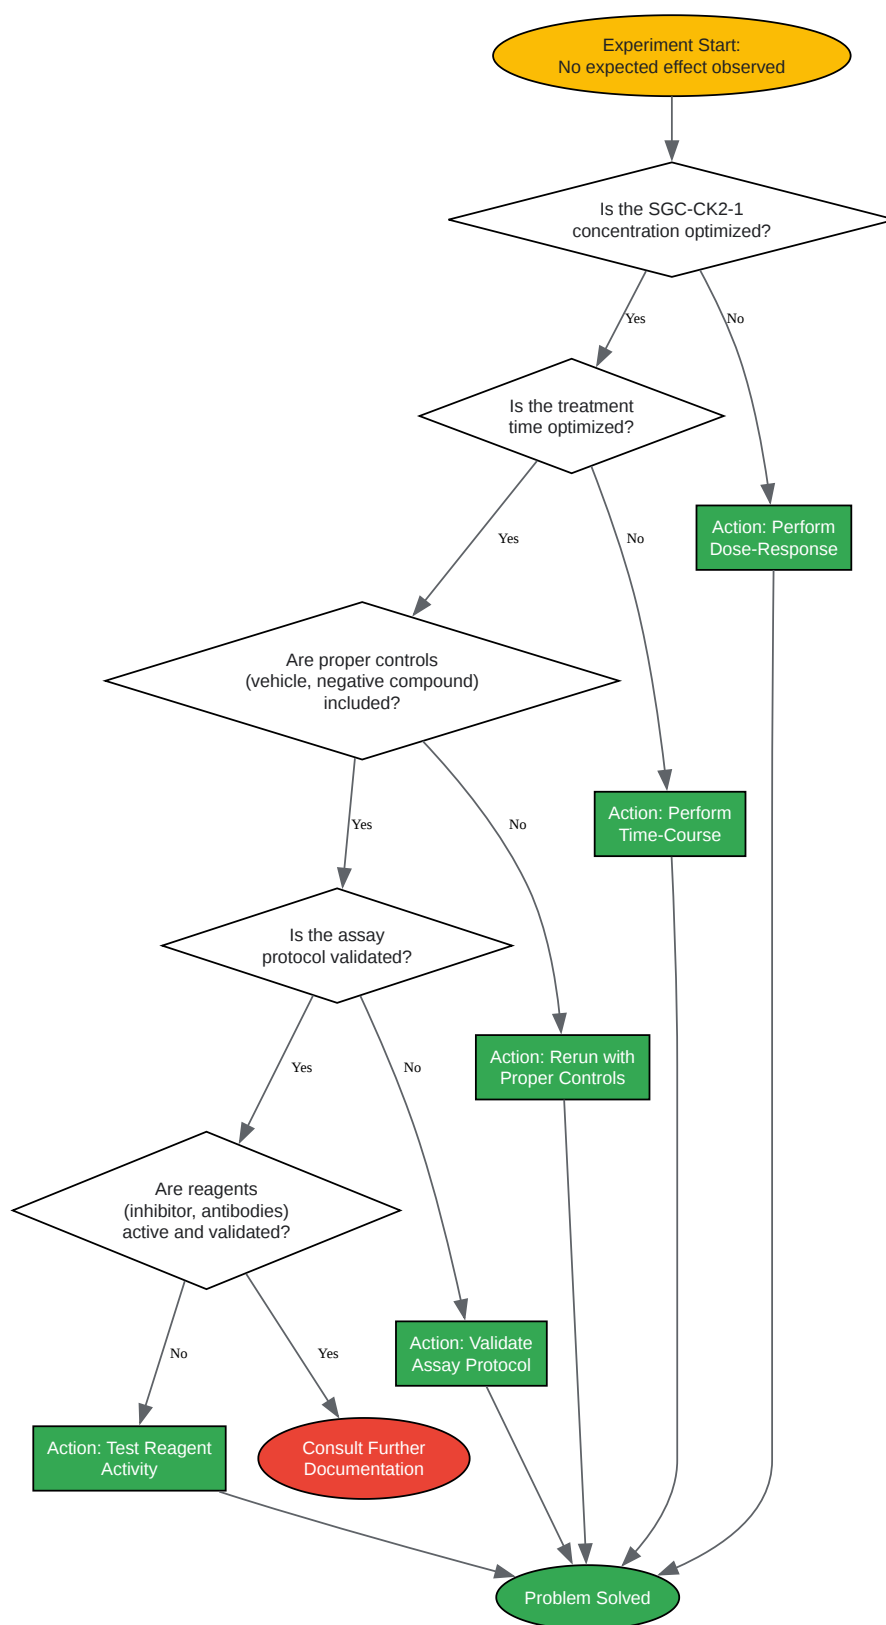 Experiment Start:
No expected effect observed
Is the SGC-CK2-1
concentration optimized?
Yes
No
Is the treatment
time optimized?
Action: Perform
Dose-Response
Yes
No
Are proper controls
(vehicle, negative compound)
included?
Action: Perform
Time-Course
Yes
No
Is the assay
protocol validated?
Action: Rerun with
Proper Controls
Yes
No
Are reagents
(inhibitor, antibodies)
active and validated?
Action: Validate
Assay Protocol
No
Yes
Action: Test Reagent
Activity
Consult Further
Documentation
Problem Solved